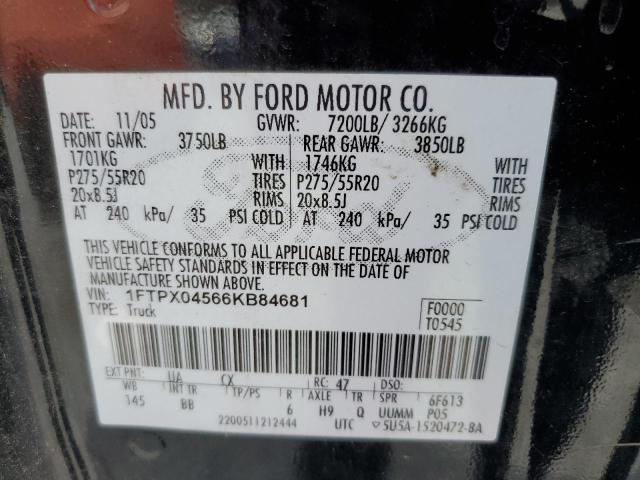 MFD. BY FORD MOTOR CO.
DATE: 11/05 GVWR: 7200LB/ 3266KG
FRONT GAWR: 3750LB REAR GAWR: 3850LB
1701KG WITH 1746KG WITH
P275/55R20 TIRES P275/55R20 TIRES
20x8.5J RIMS 20x8.5J RIMS
AT 240 kPa/ 35 PSI COLD AT 240 kPa/ 35 PSI COLD
THIS VEHICLE CONFORMS TO ALL APPLICABLE FEDERAL MOTOR
VEHICLE SAFETY STANDARDS IN EFFECT ON THE DATE OF
MANUFACTURE SHOWN ABOVE.
VIN: 1FTPX04566KB84681
TYPE: Truck
F0000
T0545
EXT PNT: UA CX RC: 47 DSO:
WB INT TR TP/PS R AXLE TR SPR 6F613
145 BB 6 H9 Q UUMM P05
2200511212444 UTC 5U5A-1520472-BA